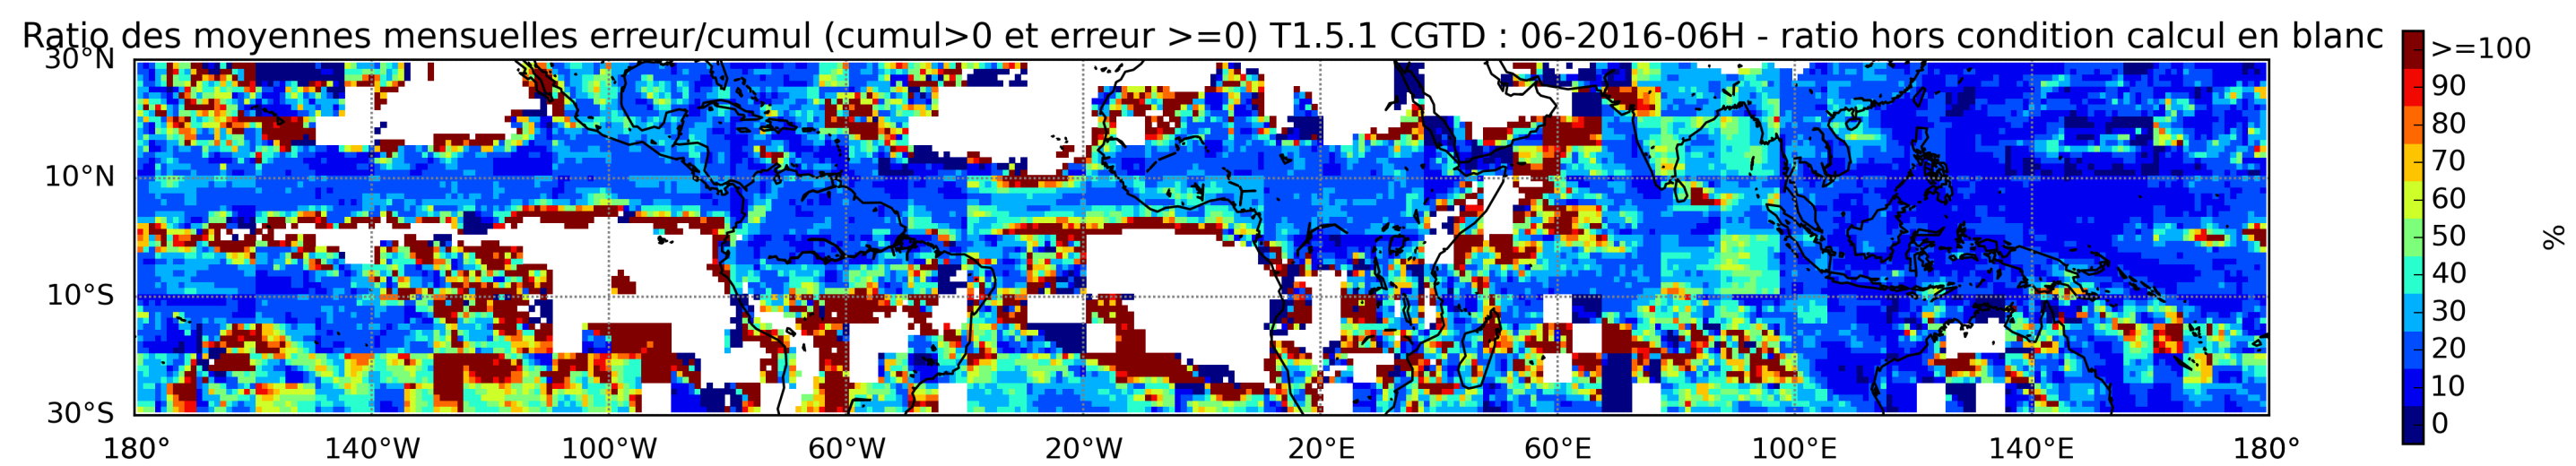 Ratio des moyennes mensuelles erreur/cumul (cumul>0 et erreur >=0) T1.5.1 CGTD : 06-2016-06H - ratio hors condition calcul en blanc
30°N
10°N
10°S
30°S
180° 140°W 100°W 60°W 20°W 20°E 60°E 100°E 140°E 180°
>=100
90
80
70
60
50
40
30
20
10
0
%